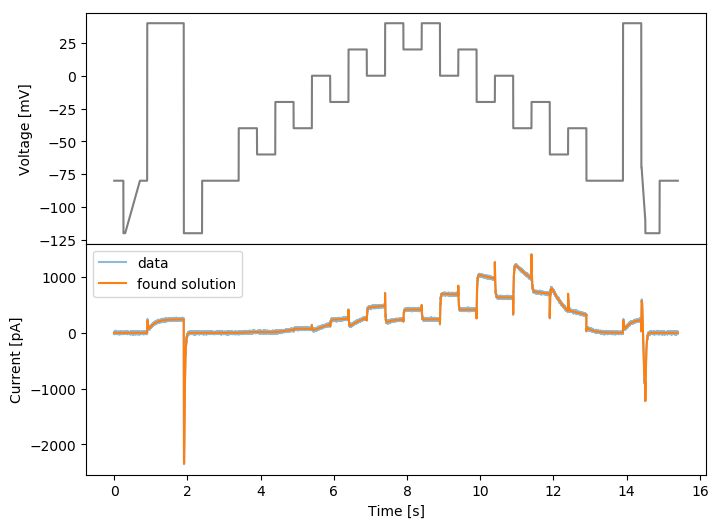 25
0
−25
−50
−75
−100
−125
Voltage [mV]
data
found solution
1000
0
−1000
−2000
Current [pA]
0 2 4 6 8 10 12 14 16
Time [s]